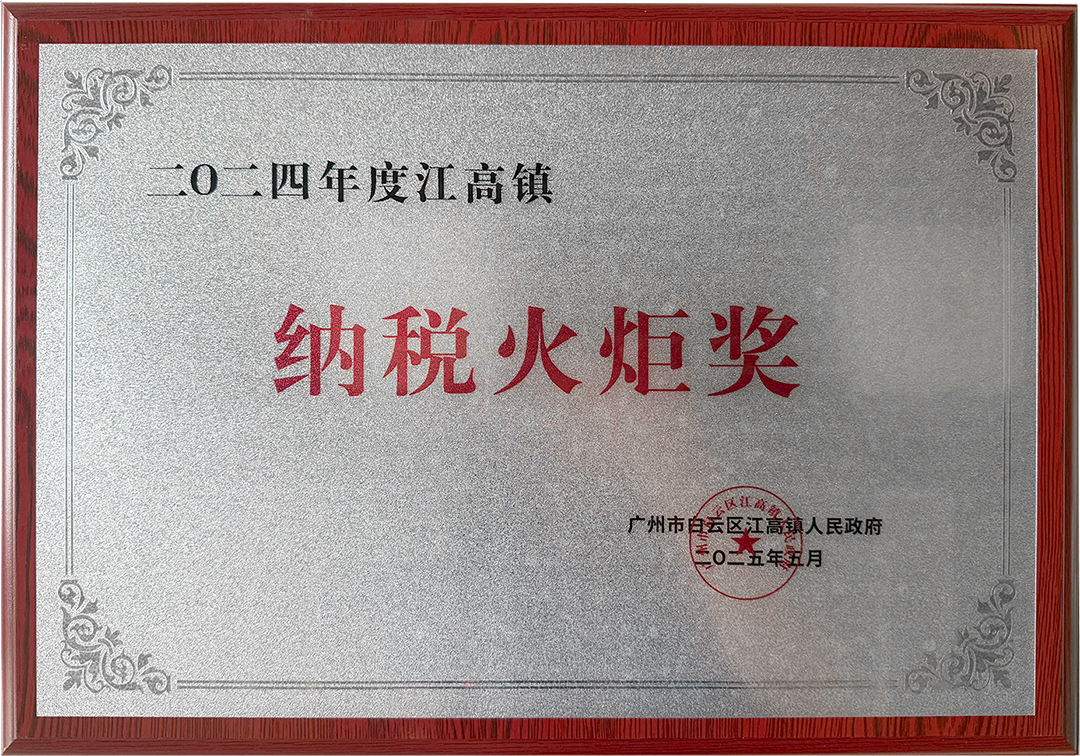 二〇二四年度江高镇
纳税火炬奖
广州市白云区江高镇人民政府
二〇二五年五月